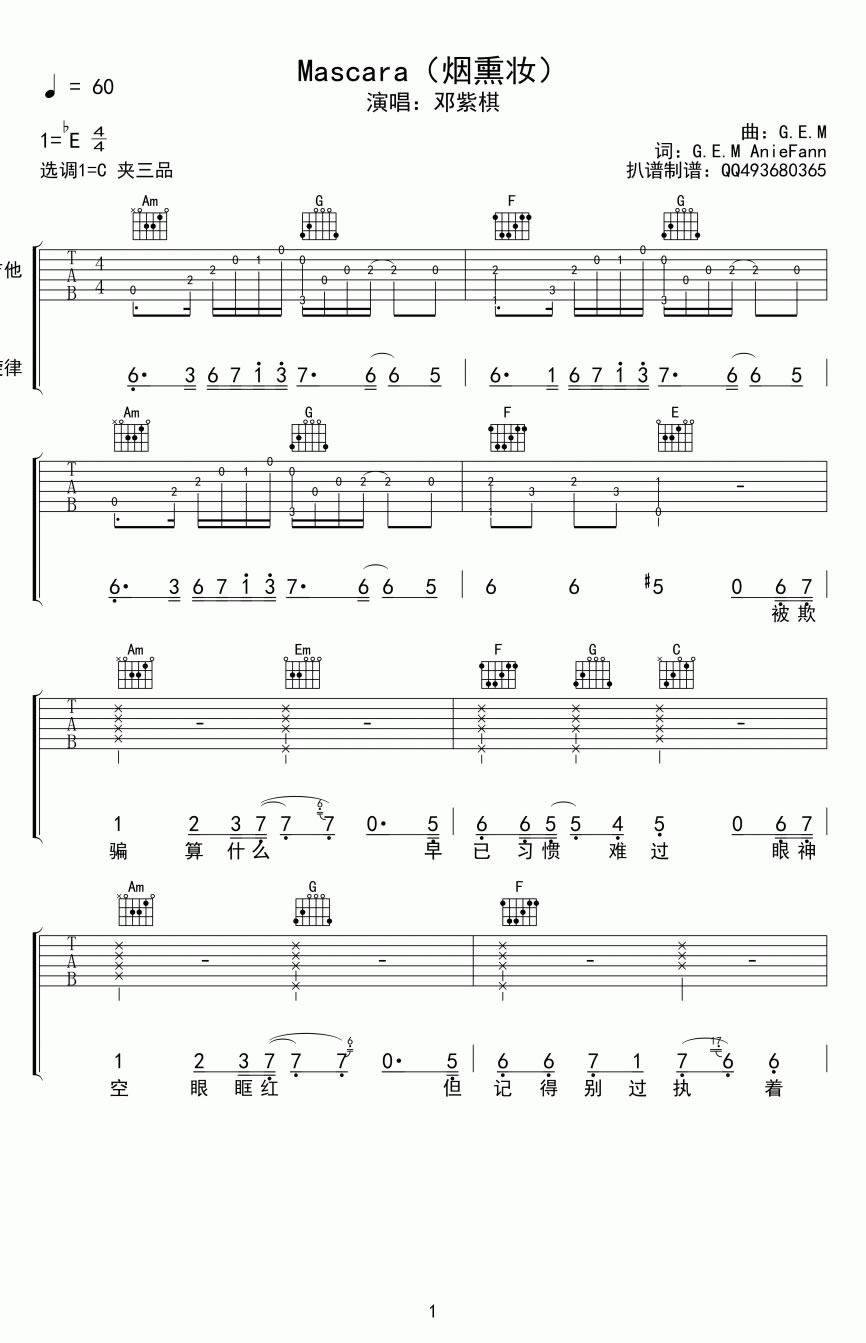 Mascara（烟熏妆）
♩= 60
演唱：邓紫棋
1=♭E 4/4
曲：G.E.M
词：G.E.M AnieFann
选调1=C 夹三品
扒谱制谱：QQ493680365
Am G F G
他
T A B 4 4 0 2 2 0 1 0 0 3 0 0 2 2 0 2 1 3 2 0 1 0 0 3 0 0 2 2 0
律
6· 3 6 7 1 3 7· 6 6 5 6· 1 6 7 1 3 7· 6 6 5
Am G F E
T A B 0 2 2 0 1 0 0 3 0 0 2 2 0 2 1 3 2 3 1 0 -
6· 3 6 7 1 3 7· 6 6 5 6 6 #5 0 6 7
被 欺
Am Em F G C
T A B - - -
1 2 3 7 7 6 7 0· 5 6 6 5 5 4 5 0 6 7
骗 算 什 么 早 已 习 惯 难 过 眼 神
Am G F
T A B - - - -
1 2 3 7 7 7 6 0· 5 6 6 7 1 7 17 6 6
空 眼 眶 红 但 记 得 别 过 执 着
1